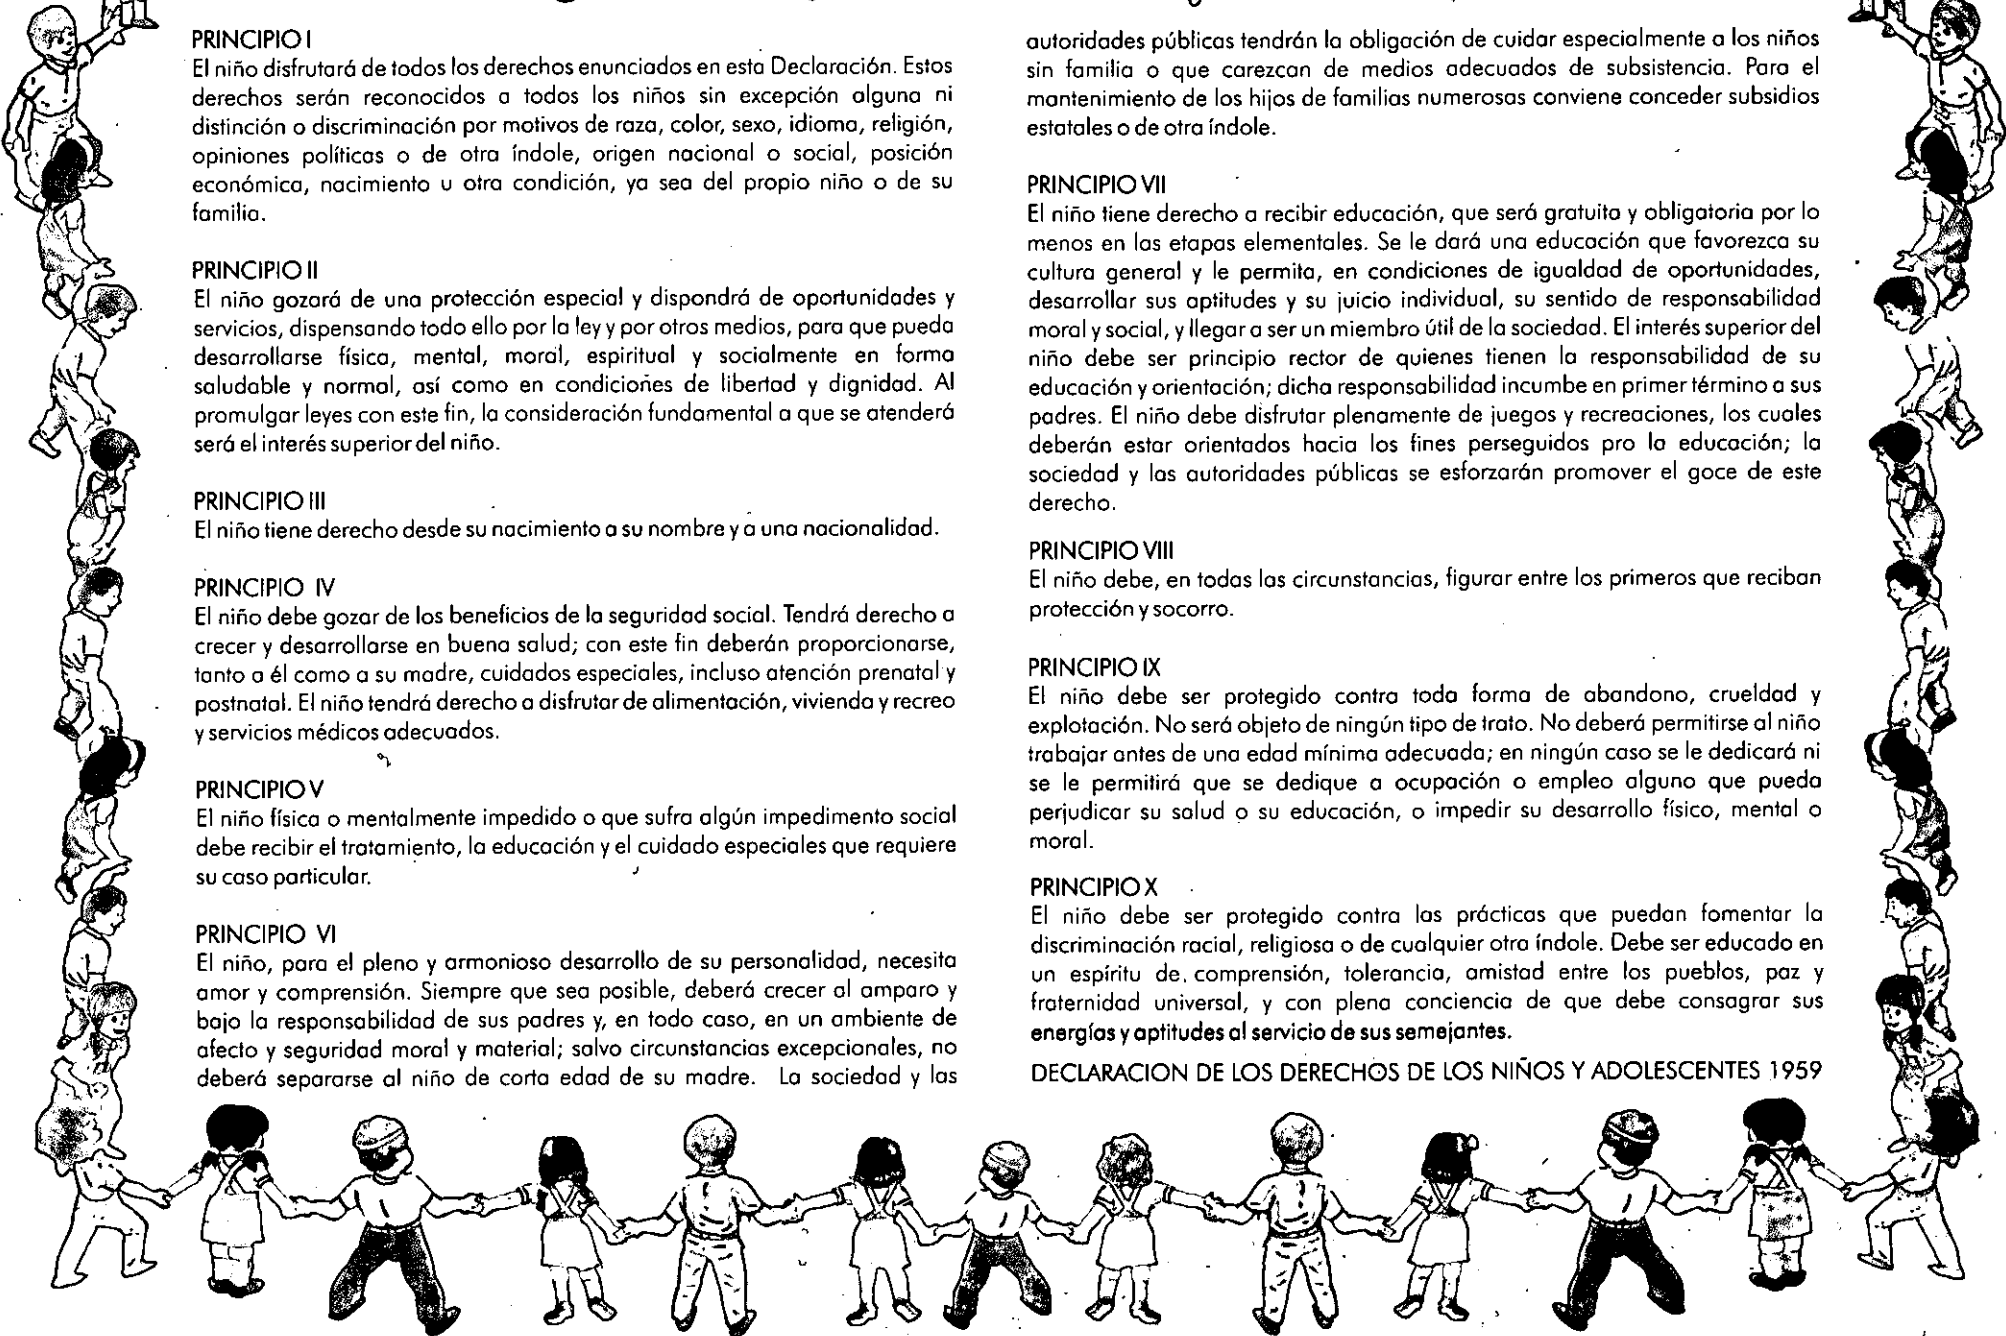 PRINCIPIO I
El niño disfrutará de todos los derechos enunciados en esta Declaración. Estos
derechos serán reconocidos a todos los niños sin excepción alguna ni
distinción o discriminación por motivos de raza, color, sexo, idioma, religión,
opiniones políticas o de otra índole, origen nacional o social, posición
económica, nacimiento u otra condición, ya sea del propio niño o de su
familia.
PRINCIPIO II
El niño gozará de una protección especial y dispondrá de oportunidades y
servicios, dispensando todo ello por la ley y por otros medios, para que pueda
desarrollarse física, mental, moral, espiritual y socialmente en forma
saludable y normal, así como en condiciones de libertad y dignidad. Al
promulgar leyes con este fin, la consideración fundamental a que se atenderá
será el interés superior del niño.
PRINCIPIO III
El niño tiene derecho desde su nacimiento a su nombre y a una nacionalidad.
PRINCIPIO IV
El niño debe gozar de los beneficios de la seguridad social. Tendrá derecho a
crecer y desarrollarse en buena salud; con este fin deberán proporcionarse,
tanto a él como a su madre, cuidados especiales, incluso atención prenatal y
postnatal. El niño tendrá derecho a disfrutar de alimentación, vivienda y recreo
y servicios médicos adecuados.
PRINCIPIO V
El niño física o mentalmente impedido o que sufra algún impedimento social
debe recibir el tratamiento, la educación y el cuidado especiales que requiere
su caso particular.
PRINCIPIO VI
El niño, para el pleno y armonioso desarrollo de su personalidad, necesita
amor y comprensión. Siempre que sea posible, deberá crecer al amparo y
bajo la responsabilidad de sus padres y, en todo caso, en un ambiente de
afecto y seguridad moral y material; salvo circunstancias excepcionales, no
deberá separarse al niño de corta edad de su madre. La sociedad y las
autoridades públicas tendrán la obligación de cuidar especialmente a los niños
sin familia o que carezcan de medios adecuados de subsistencia. Para el
mantenimiento de los hijos de familias numerosas conviene conceder subsidios
estatales o de otra índole.
PRINCIPIO VII
El niño tiene derecho a recibir educación, que será gratuita y obligatoria por lo
menos en las etapas elementales. Se le dará una educación que favorezca su
cultura general y le permita, en condiciones de igualdad de oportunidades,
desarrollar sus aptitudes y su juicio individual, su sentido de responsabilidad
moral y social, y llegar a ser un miembro útil de la sociedad. El interés superior del
niño debe ser principio rector de quienes tienen la responsabilidad de su
educación y orientación; dicha responsabilidad incumbe en primer término a sus
padres. El niño debe disfrutar plenamente de juegos y recreaciones, los cuales
deberán estar orientados hacia los fines perseguidos pro la educación; la
sociedad y las autoridades públicas se esforzarán promover el goce de este
derecho.
PRINCIPIO VIII
El niño debe, en todas las circunstancias, figurar entre los primeros que reciban
protección y socorro.
PRINCIPIO IX
El niño debe ser protegido contra toda forma de abandono, crueldad y
explotación. No será objeto de ningún tipo de trato. No deberá permitirse al niño
trabajar antes de una edad mínima adecuada; en ningún caso se le dedicará ni
se le permitirá que se dedique a ocupación o empleo alguno que pueda
perjudicar su salud o su educación, o impedir su desarrollo físico, mental o
moral.
PRINCIPIO X
El niño debe ser protegido contra las prácticas que puedan fomentar la
discriminación racial, religiosa o de cualquier otra índole. Debe ser educado en
un espíritu de comprensión, tolerancia, amistad entre los pueblos, paz y
fraternidad universal, y con plena conciencia de que debe consagrar sus
energías y aptitudes al servicio de sus semejantes.
DECLARACION DE LOS DERECHOS DE LOS NIÑOS Y ADOLESCENTES 1959